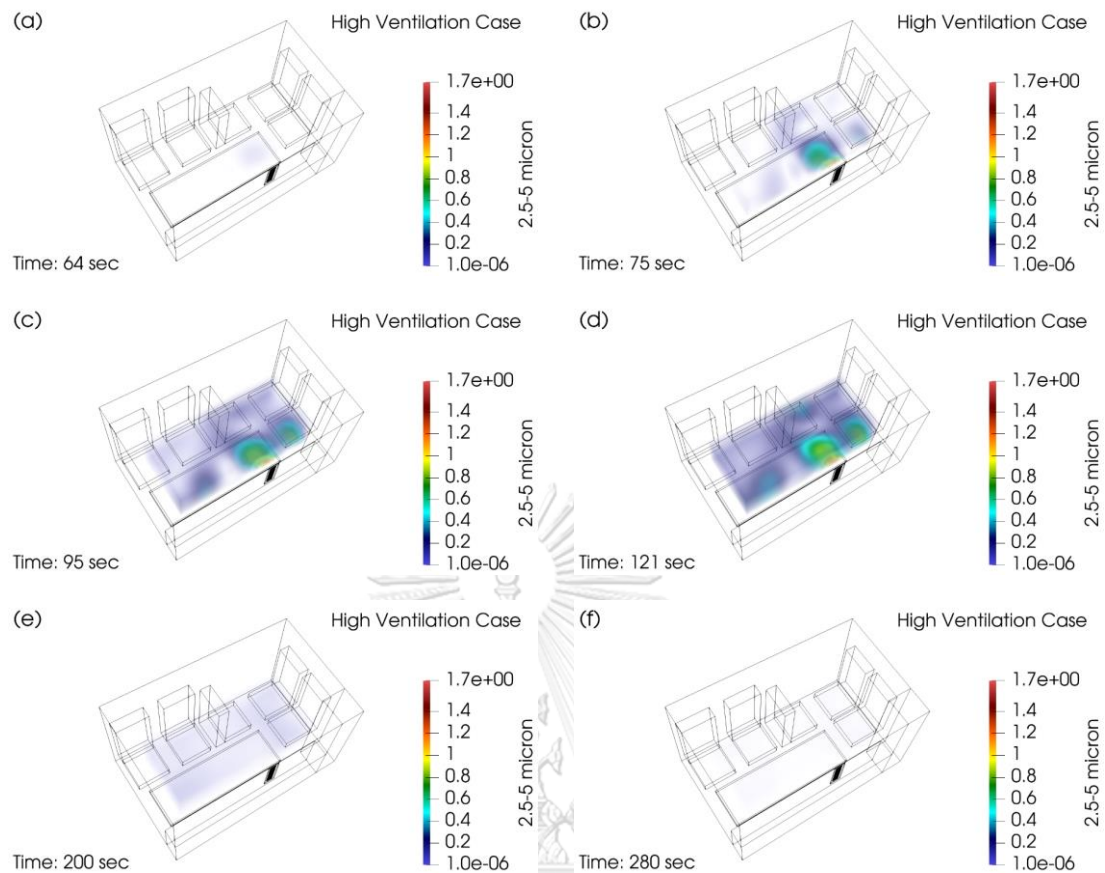 (a) High Ventilation Case
1.7e+00
1.4
1.2
1
0.8
0.6
0.4
0.2
1.0e-06
2.5-5 micron
Time: 64 sec
(b) High Ventilation Case
1.7e+00
1.4
1.2
1
0.8
0.6
0.4
0.2
1.0e-06
2.5-5 micron
Time: 75 sec
(c) High Ventilation Case
1.7e+00
1.4
1.2
1
0.8
0.6
0.4
0.2
1.0e-06
2.5-5 micron
Time: 95 sec
(d) High Ventilation Case
1.7e+00
1.4
1.2
1
0.8
0.6
0.4
0.2
1.0e-06
2.5-5 micron
Time: 121 sec
(e) High Ventilation Case
1.7e+00
1.4
1.2
1
0.8
0.6
0.4
0.2
1.0e-06
2.5-5 micron
Time: 200 sec
(f) High Ventilation Case
1.7e+00
1.4
1.2
1
0.8
0.6
0.4
0.2
1.0e-06
2.5-5 micron
Time: 280 sec